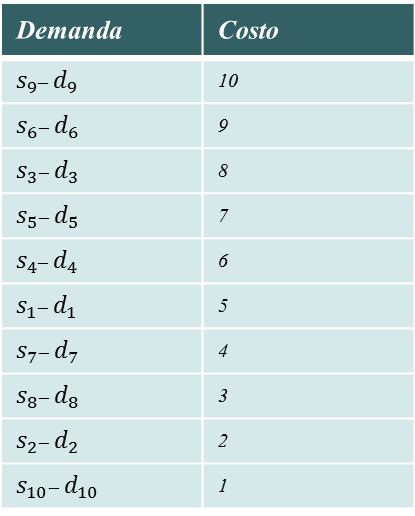 Demanda Costo
s₉– d₉ 10
s₆– d₆ 9
s₃– d₃ 8
s₅– d₅ 7
s₄– d₄ 6
s₁– d₁ 5
s₇– d₇ 4
s₈– d₈ 3
s₂– d₂ 2
s₁₀– d₁₀ 1